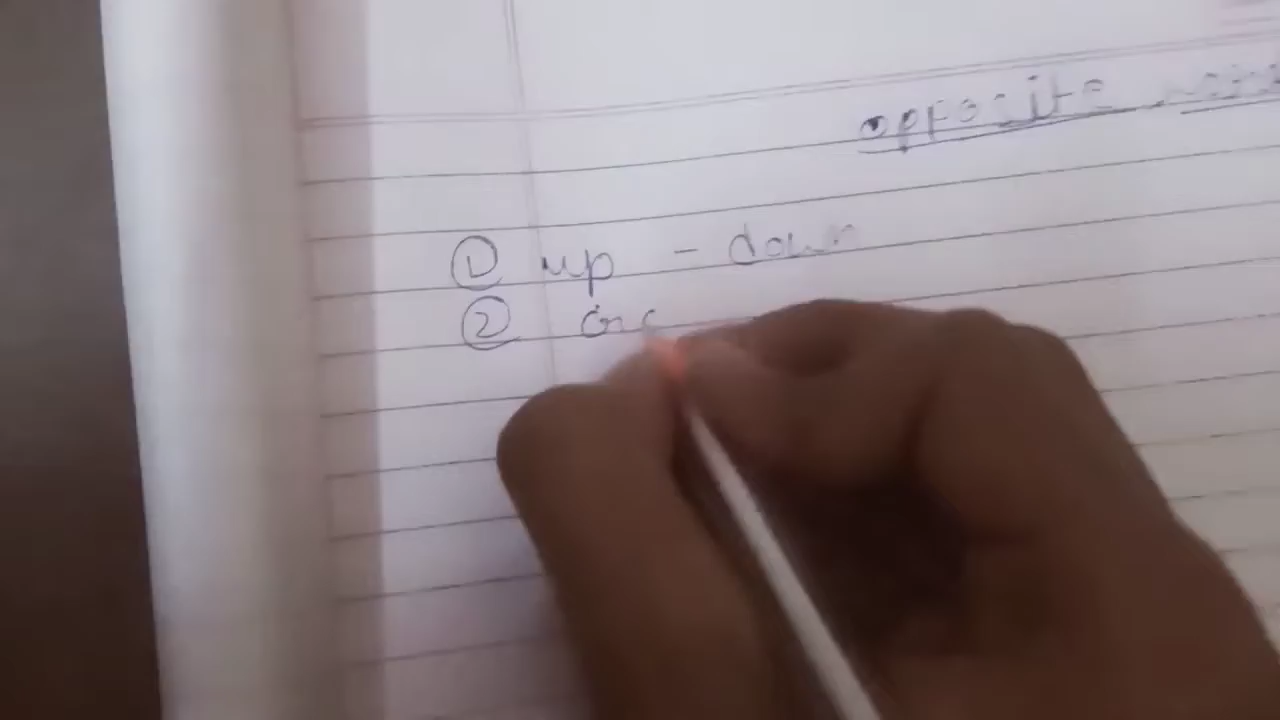 opposite
① up - down
②